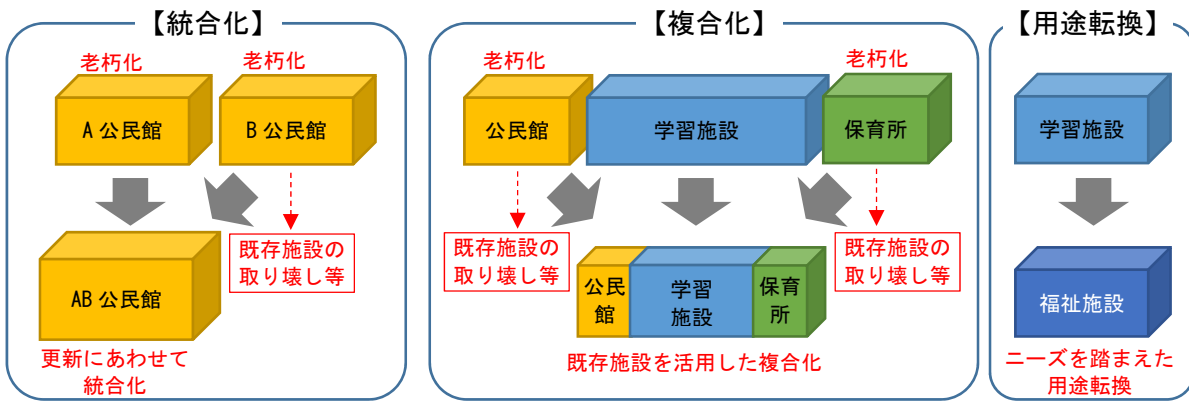 【統合化】
老朽化
老朽化
A 公民館
B 公民館
既存施設の
取り壊し等
AB 公民館
更新にあわせて
統合化
【複合化】
老朽化
老朽化
公民館
学習施設
保育所
既存施設の
取り壊し等
既存施設の
取り壊し等
公民
館
学習
施設
保育
所
既存施設を活用した複合化
【用途転換】
学習施設
福祉施設
ニーズを踏まえた
用途転換